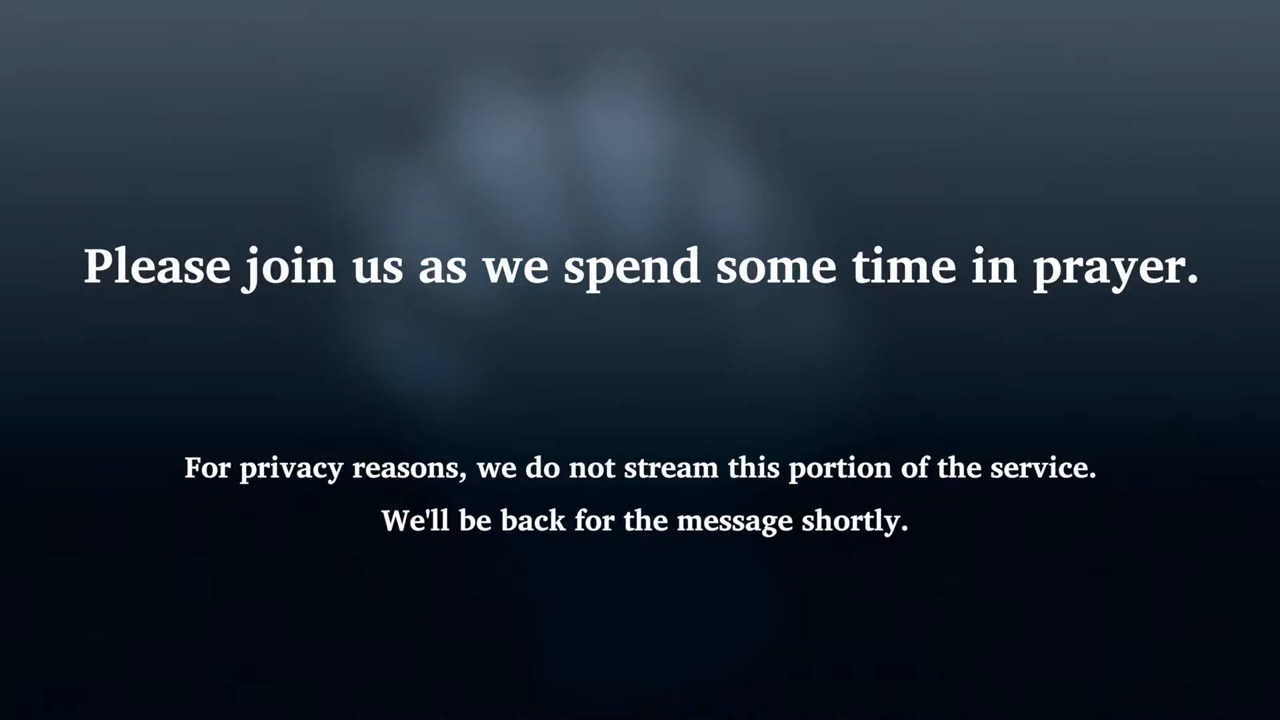 Please join us as we spend some time in prayer.
For privacy reasons, we do not stream this portion of the service.
We'll be back for the message shortly.